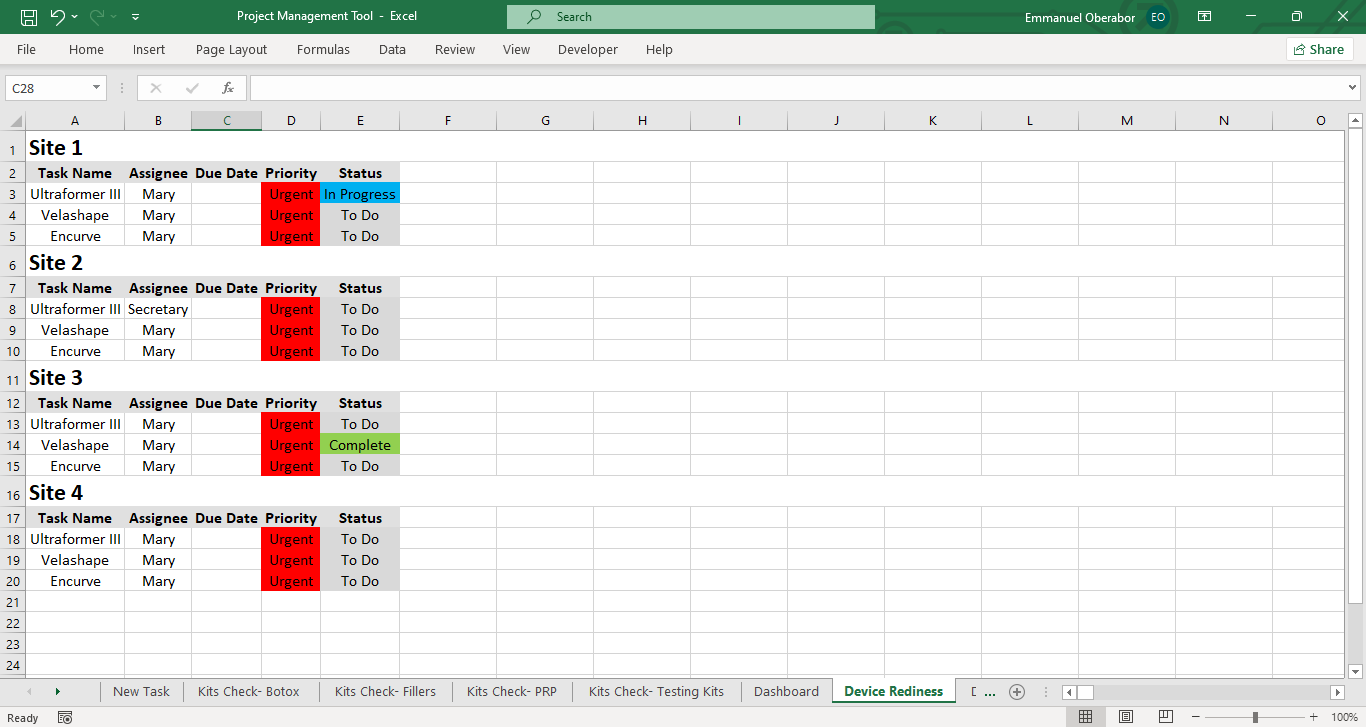 Project Management Tool - Excel
Search
Emmanuel Oberabor EO
File Home Insert Page Layout Formulas Data Review View Developer Help Share
C28 fx
A B C D E F G H I J K L M N O
1 Site 1
2 Task Name Assignee Due Date Priority Status
3 Ultraformer III Mary Urgent In Progress
4 Velashape Mary Urgent To Do
5 Encurve Mary Urgent To Do
6 Site 2
7 Task Name Assignee Due Date Priority Status
8 Ultraformer III Secretary Urgent To Do
9 Velashape Mary Urgent To Do
10 Encurve Mary Urgent To Do
11 Site 3
12 Task Name Assignee Due Date Priority Status
13 Ultraformer III Mary Urgent To Do
14 Velashape Mary Urgent Complete
15 Encurve Mary Urgent To Do
16 Site 4
17 Task Name Assignee Due Date Priority Status
18 Ultraformer III Mary Urgent To Do
19 Velashape Mary Urgent To Do
20 Encurve Mary Urgent To Do
21
22
23
24
New Task Kits Check- Botox Kits Check- Fillers Kits Check- PRP Kits Check- Testing Kits Dashboard Device Rediness ...
Ready 100%